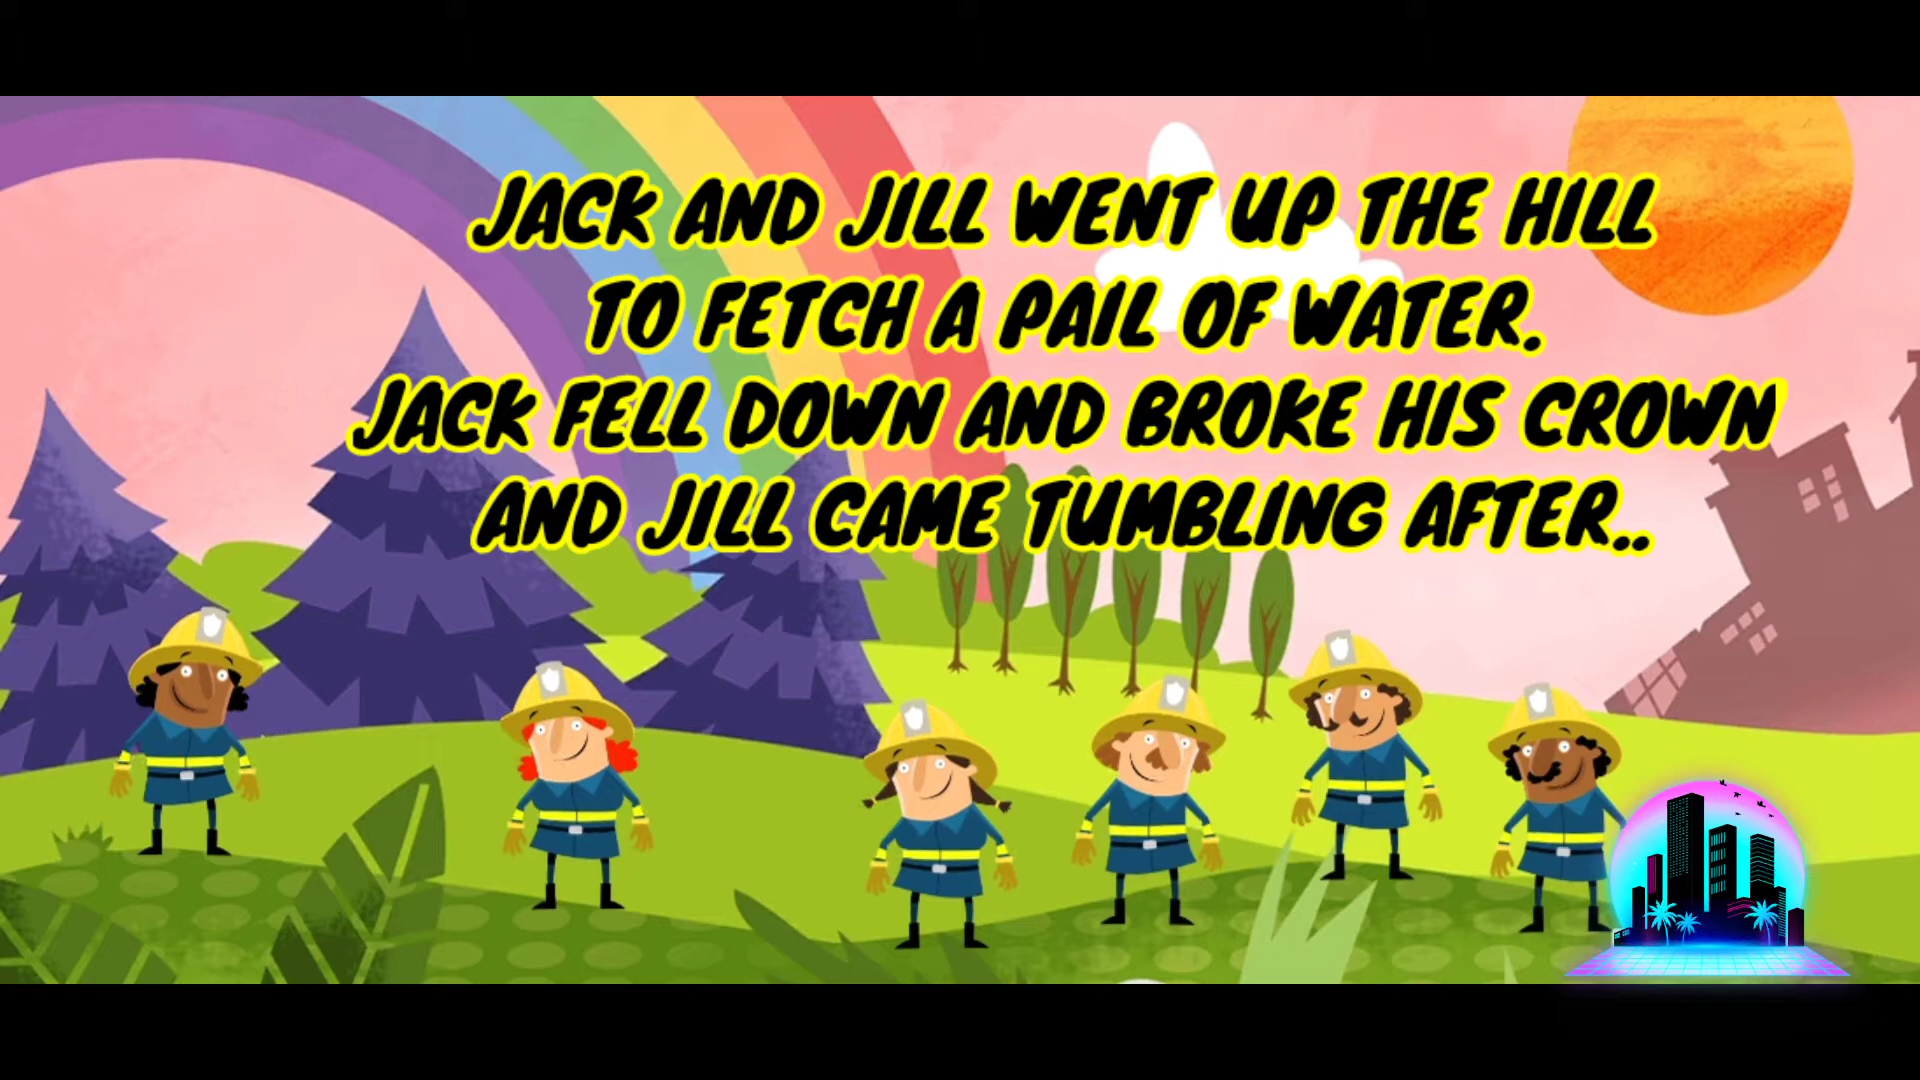 JACK AND JILL WENT UP THE HILL
TO FETCH A PAIL OF WATER.
JACK FELL DOWN AND BROKE HIS CROWN
AND JILL CAME TUMBLING AFTER..